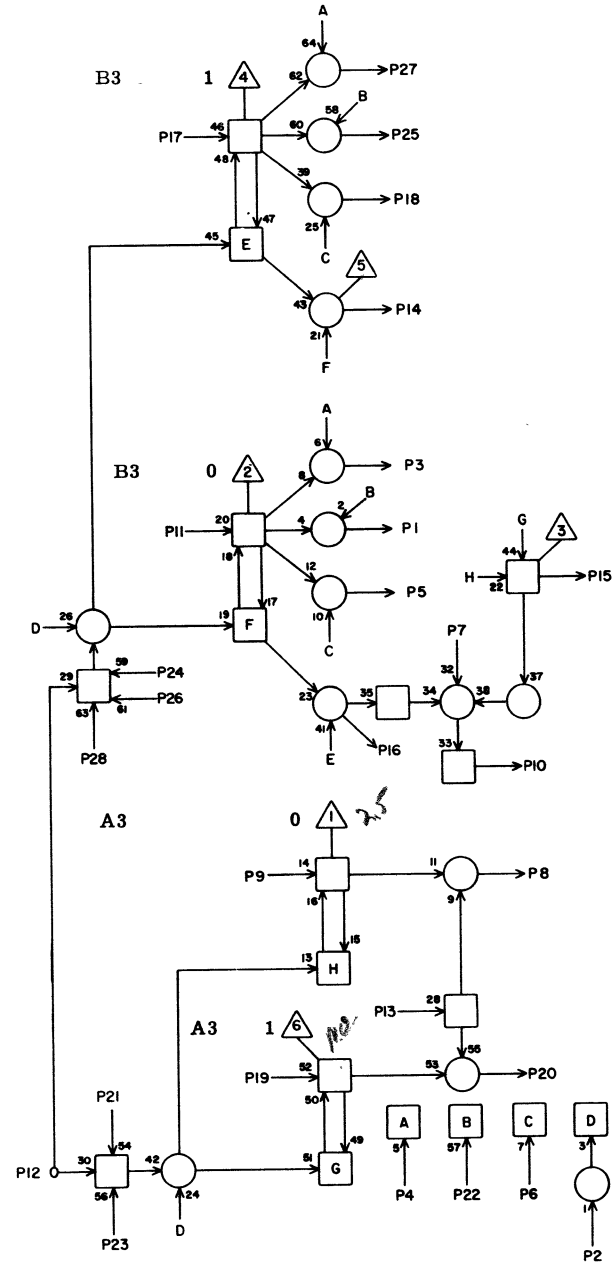 A
64
B3 1 4 62 P27
58 B
P17 46 60 P25
48 39 P18
47 25
45 E C
5
43 P14
21
F
A
6
B3 0 2 8 P3
2 B
P11 20 4 P1 G 3
18 12 44
17 P5 H 22 P15
10
D 26 19 F C P7
59 32
29 P24 23 35 34 38 37
61 P26 41
63 P16 33
P28 E P10
A3 0 1
P9 14 11 P8
16 9
15
13 H
P13 28
A3 1 6
55
P19 52 53 P20
50
P21 49 A B C D
54 5 57 7 3
P12 30 42 51 G
56 24 P4 P22 P6 1
P23 D P2